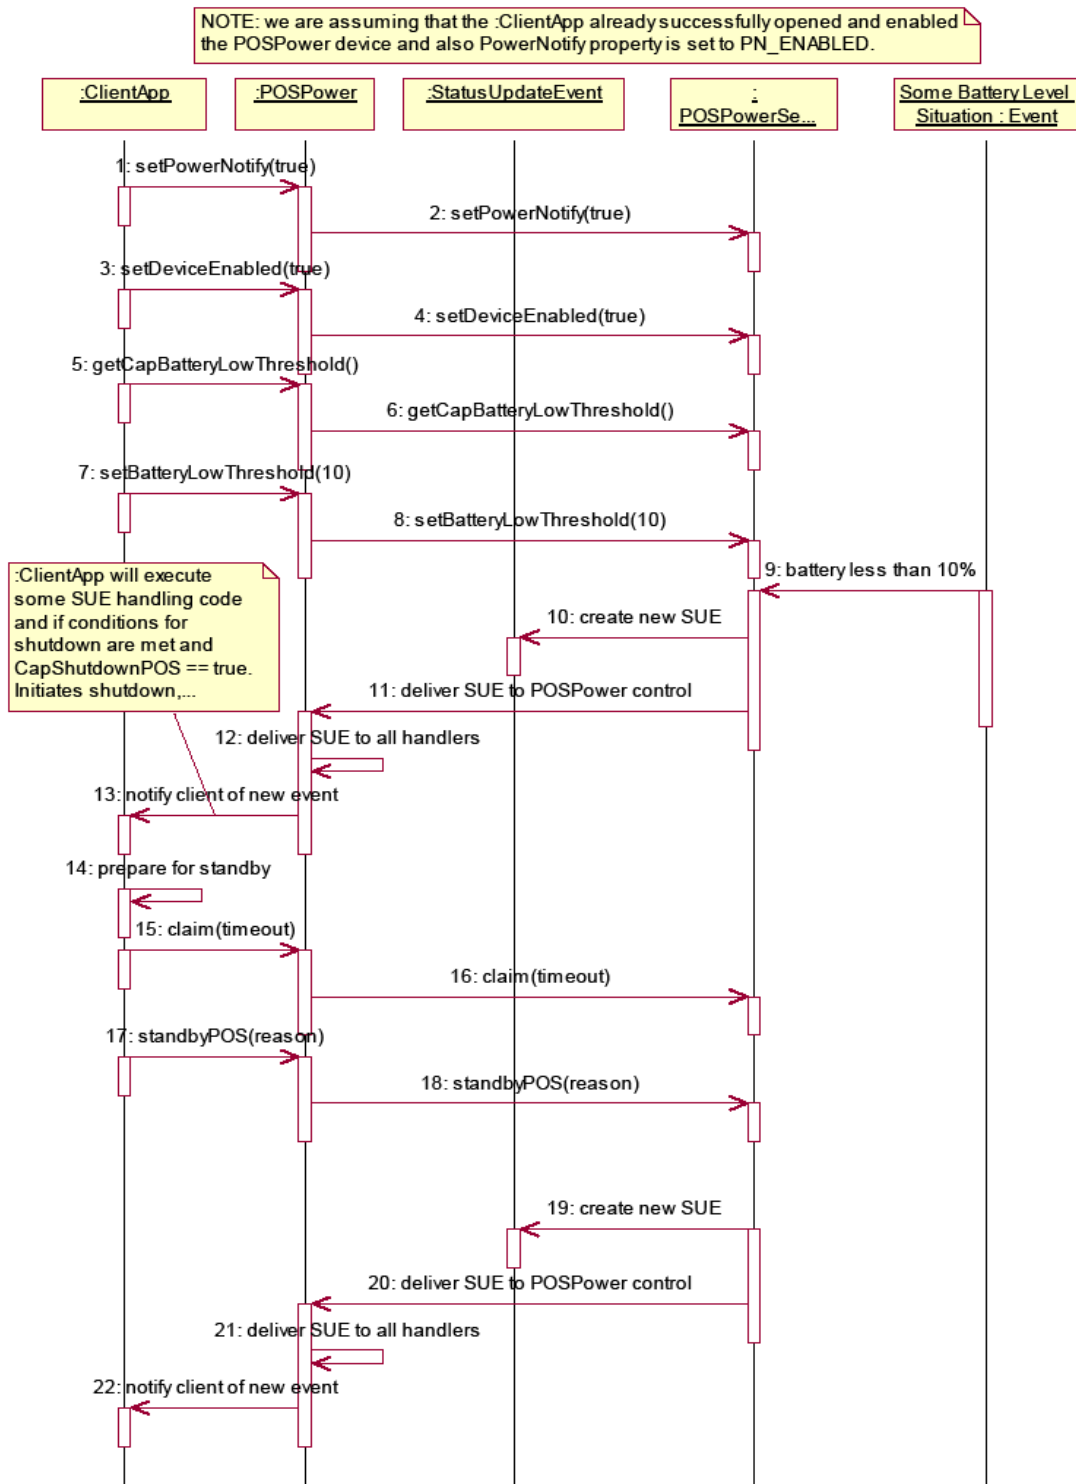 NOTE: we are assuming that the :ClientApp already successfully opened and enabled
the POSPower device and also PowerNotify property is set to PN_ENABLED.
:ClientApp
:POSPower
:StatusUpdateEvent
:
POSPowerSe...
Some Battery Level
Situation : Event
1: setPowerNotify(true)
2: setPowerNotify(true)
3: setDeviceEnabled(true)
4: setDeviceEnabled(true)
5: getCapBatteryLowThreshold()
6: getCapBatteryLowThreshold()
7: setBatteryLowThreshold(10)
8: setBatteryLowThreshold(10)
9: battery less than 10%
:ClientApp will execute
some SUE handling code
and if conditions for
shutdown are met and
CapShutdownPOS == true.
Initiates shutdown,...
10: create new SUE
11: deliver SUE to POSPower control
12: deliver SUE to all handlers
13: notify client of new event
14: prepare for standby
15: claim(timeout)
16: claim(timeout)
17: standbyPOS(reason)
18: standbyPOS(reason)
19: create new SUE
20: deliver SUE to POSPower control
21: deliver SUE to all handlers
22: notify client of new event